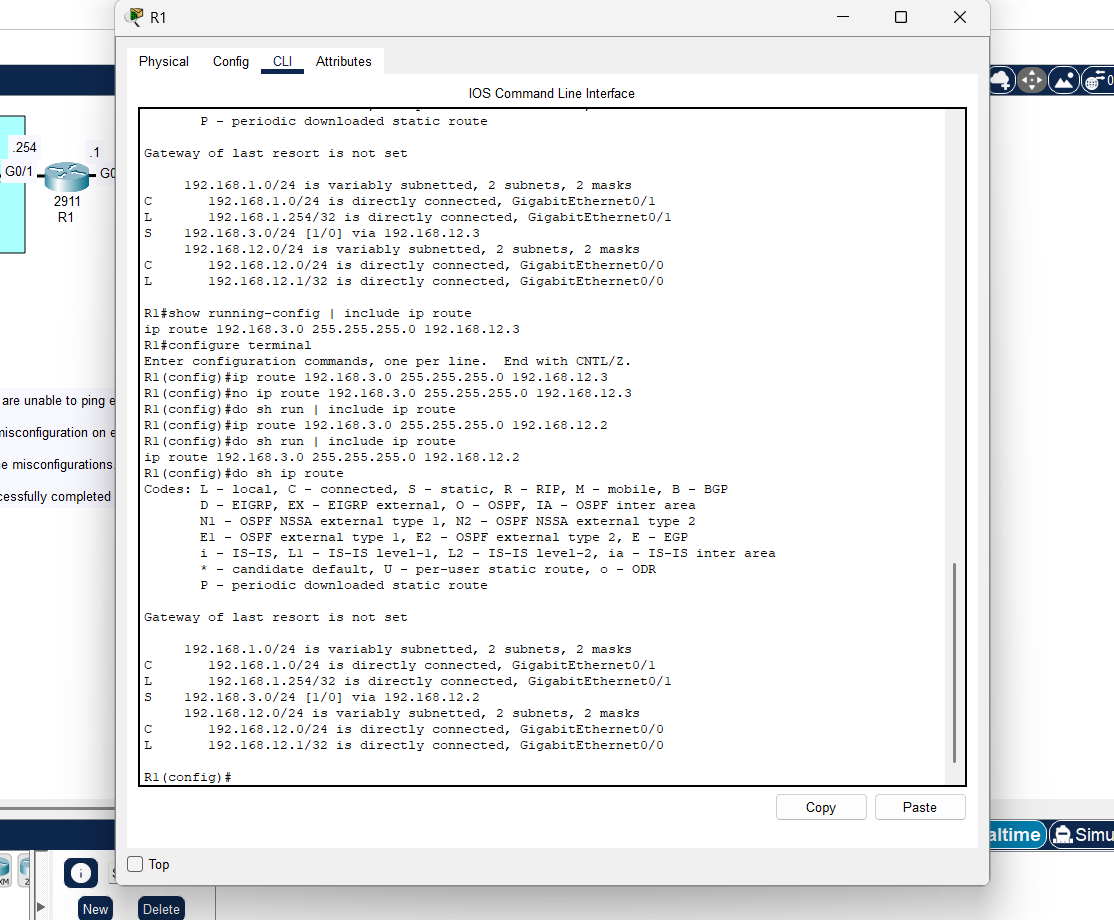 R1
Physical Config CLI Attributes
IOS Command Line Interface
P - periodic downloaded static route
Gateway of last resort is not set
192.168.1.0/24 is variably subnetted, 2 subnets, 2 masks
C 192.168.1.0/24 is directly connected, GigabitEthernet0/1
L 192.168.1.254/32 is directly connected, GigabitEthernet0/1
S 192.168.3.0/24 [1/0] via 192.168.12.3
192.168.12.0/24 is variably subnetted, 2 subnets, 2 masks
C 192.168.12.0/24 is directly connected, GigabitEthernet0/0
L 192.168.12.1/32 is directly connected, GigabitEthernet0/0
R1#show running-config | include ip route
ip route 192.168.3.0 255.255.255.0 192.168.12.3
R1#configure terminal
Enter configuration commands, one per line. End with CNTL/Z.
R1(config)#ip route 192.168.3.0 255.255.255.0 192.168.12.3
R1(config)#no ip route 192.168.3.0 255.255.255.0 192.168.12.3
R1(config)#do sh run | include ip route
R1(config)#ip route 192.168.3.0 255.255.255.0 192.168.12.2
R1(config)#do sh run | include ip route
ip route 192.168.3.0 255.255.255.0 192.168.12.2
R1(config)#do sh ip route
Codes: L - local, C - connected, S - static, R - RIP, M - mobile, B - BGP
D - EIGRP, EX - EIGRP external, O - OSPF, IA - OSPF inter area
N1 - OSPF NSSA external type 1, N2 - OSPF NSSA external type 2
E1 - OSPF external type 1, E2 - OSPF external type 2, E - EGP
i - IS-IS, L1 - IS-IS level-1, L2 - IS-IS level-2, ia - IS-IS inter area
* - candidate default, U - per-user static route, o - ODR
P - periodic downloaded static route
Gateway of last resort is not set
192.168.1.0/24 is variably subnetted, 2 subnets, 2 masks
C 192.168.1.0/24 is directly connected, GigabitEthernet0/1
L 192.168.1.254/32 is directly connected, GigabitEthernet0/1
S 192.168.3.0/24 [1/0] via 192.168.12.2
192.168.12.0/24 is variably subnetted, 2 subnets, 2 masks
C 192.168.12.0/24 is directly connected, GigabitEthernet0/0
L 192.168.12.1/32 is directly connected, GigabitEthernet0/0
R1(config)#
Copy Paste
Top
.254
.1
G0/1
2911
R1
are unable to ping
misconfiguration on
misconfigurations.
completed
New Delete